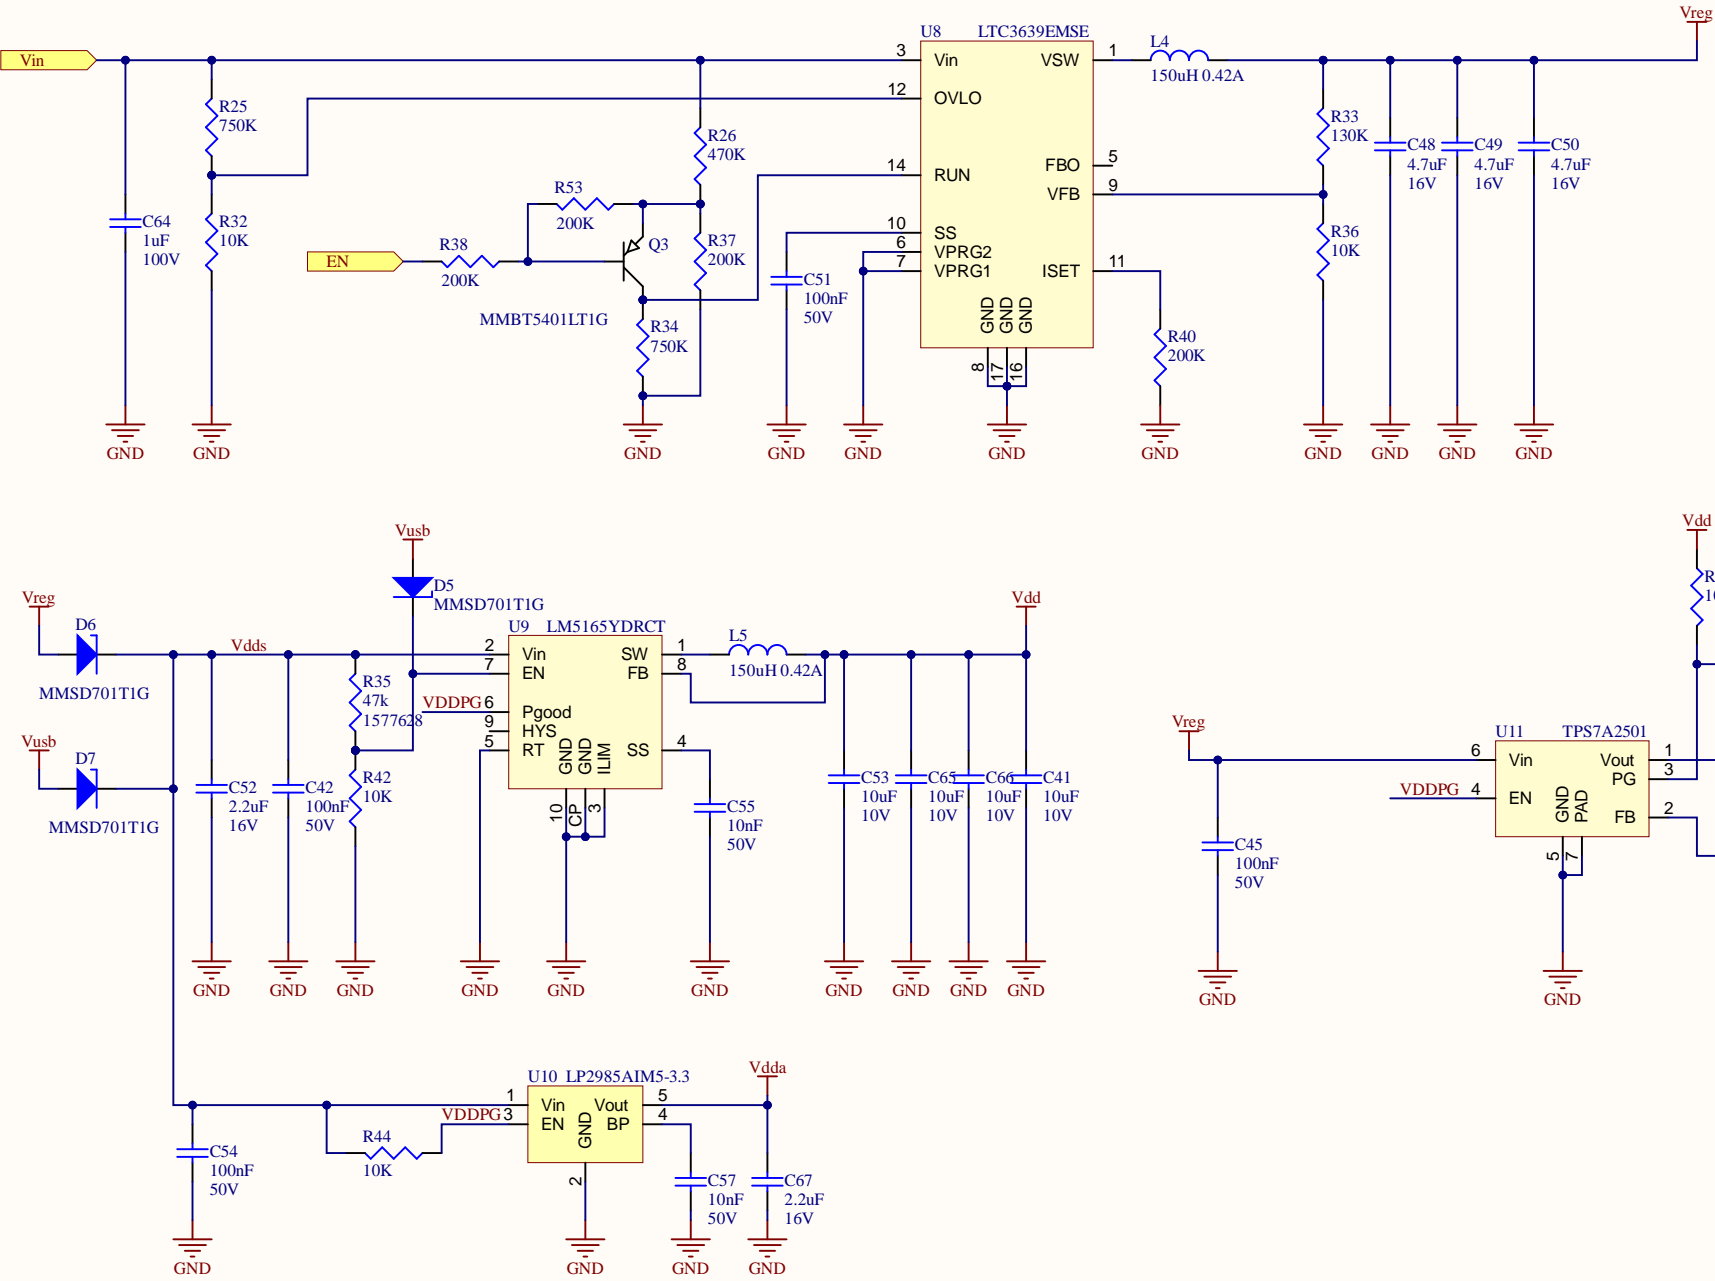 Vreg
U8 LTC3639EMSE
Vin
3 Vin VSW 1
L4
150uH 0.42A
12 OVLO
R25
750K
R26
470K
R33
130K
FBO 5
C48
4.7uF
16V
C49
4.7uF
16V
C50
4.7uF
16V
14 RUN
VFB 9
R53
200K
C64
1uF
100V
R32
10K
10 SS
6 VPRG2
7 VPRG1
ISET 11
R36
10K
EN
R38
200K
Q3
MMBT5401LT1G
R37
200K
C51
100nF
50V
R34
750K
GND GND GND
8 17 16
R40
200K
GND GND GND GND GND GND GND GND GND GND GND
Vusb
Vdd
D5
MMSD701T1G
Vreg
D6
MMSD701T1G
Vdds
U9 LM5165YDRCT
2 Vin SW 1
7 EN FB 8
VDDPG 6 Pgood
9 HYS
5 RT SS 4
GND GND ILIM
10 CP 3
L5
150uH 0.42A
Vdd
R
10
R35
47k
1577628
Vusb
D7
MMSD701T1G
C52
2.2uF
16V
C42
100nF
50V
R42
10K
C55
10nF
50V
C53
10uF
10V
C65
10uF
10V
C66
10uF
10V
C41
10uF
10V
Vreg
U11 TPS7A2501
6 Vin Vout 1
PG 3
VDDPG 4 EN
FB 2
GND PAD
5 7
C45
100nF
50V
GND GND GND GND GND GND GND GND GND GND GND GND
U10 LP2985AIM5-3.3
Vdda
1 Vin Vout 5
VDDPG 3 EN BP 4
GND
2
R44
10K
C54
100nF
50V
C57
10nF
50V
C67
2.2uF
16V
GND GND GND GND